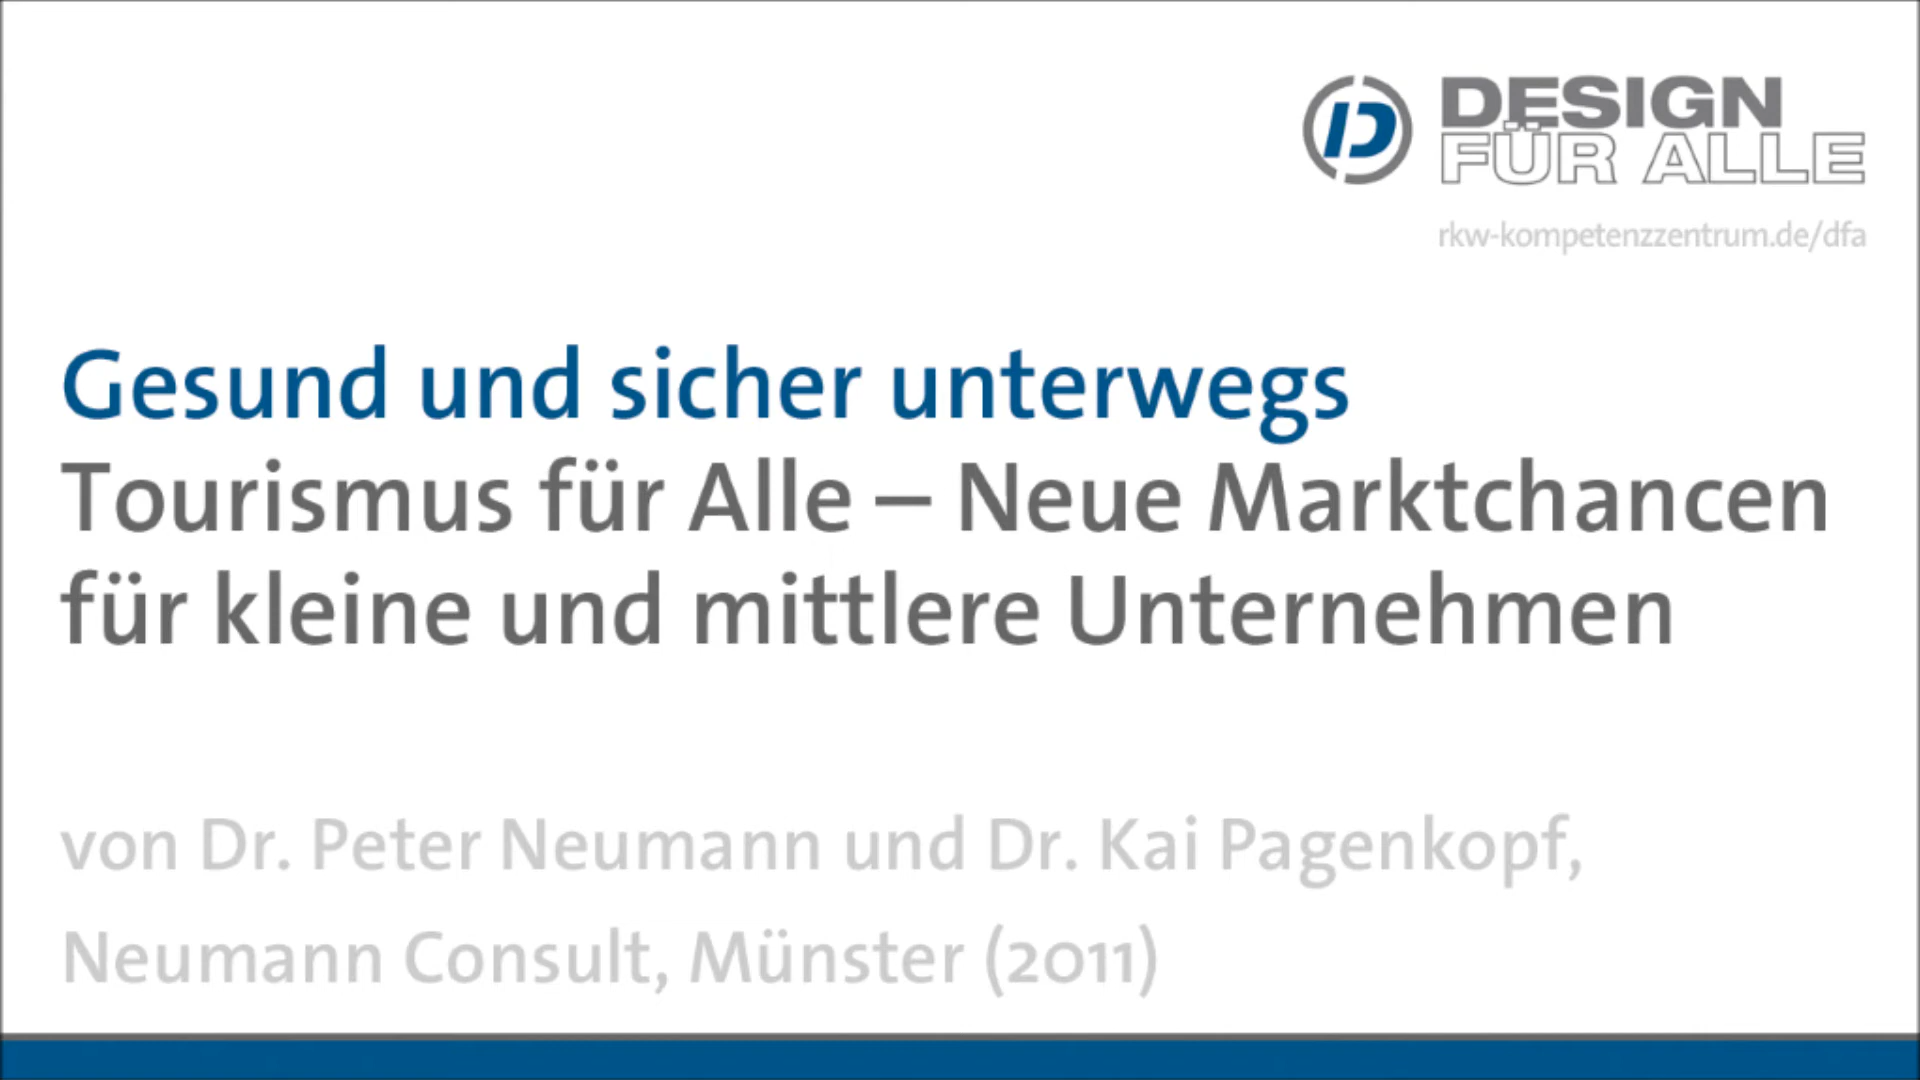 DESIGN
FÜR ALLE
rkw-kompetenzzentrum.de/dfa
Gesund und sicher unterwegs
Tourismus für Alle – Neue Marktchancen
für kleine und mittlere Unternehmen
von Dr. Peter Neumann und Dr. Kai Pagenkopf,
Neumann Consult, Münster (2011)